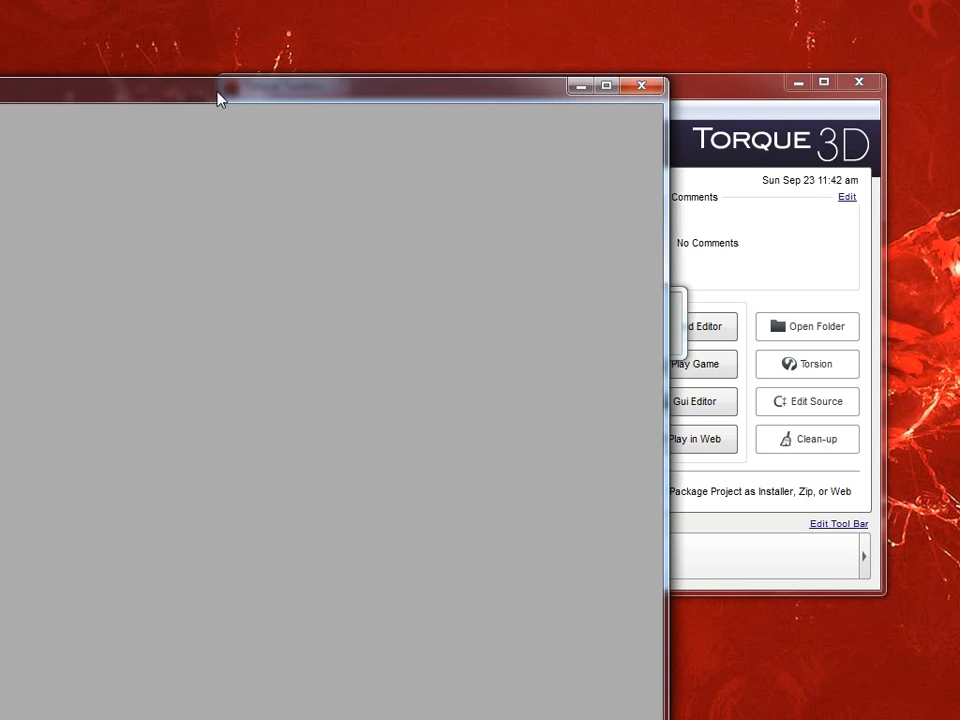 TORQUE 3D
Sun Sep 23 11:42 am
Comments
Edit
No Comments
d Editor
Open Folder
Play Game
Torsion
Gui Editor
Edit Source
Play in Web
Clean-up
Package Project as Installer, Zip, or Web
Edit Tool Bar